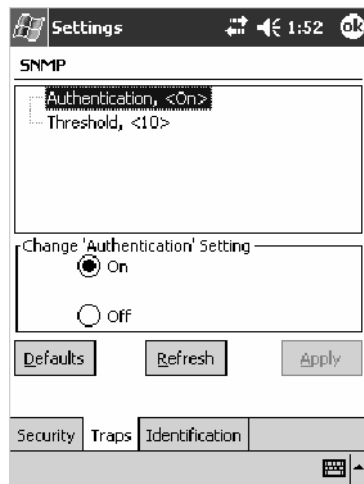 Settings 1:52 ok
SNMP
Authentication, <On>
Threshold, <10>
Change 'Authentication' Setting
On
Off
Defaults Refresh Apply
Security Traps Identification